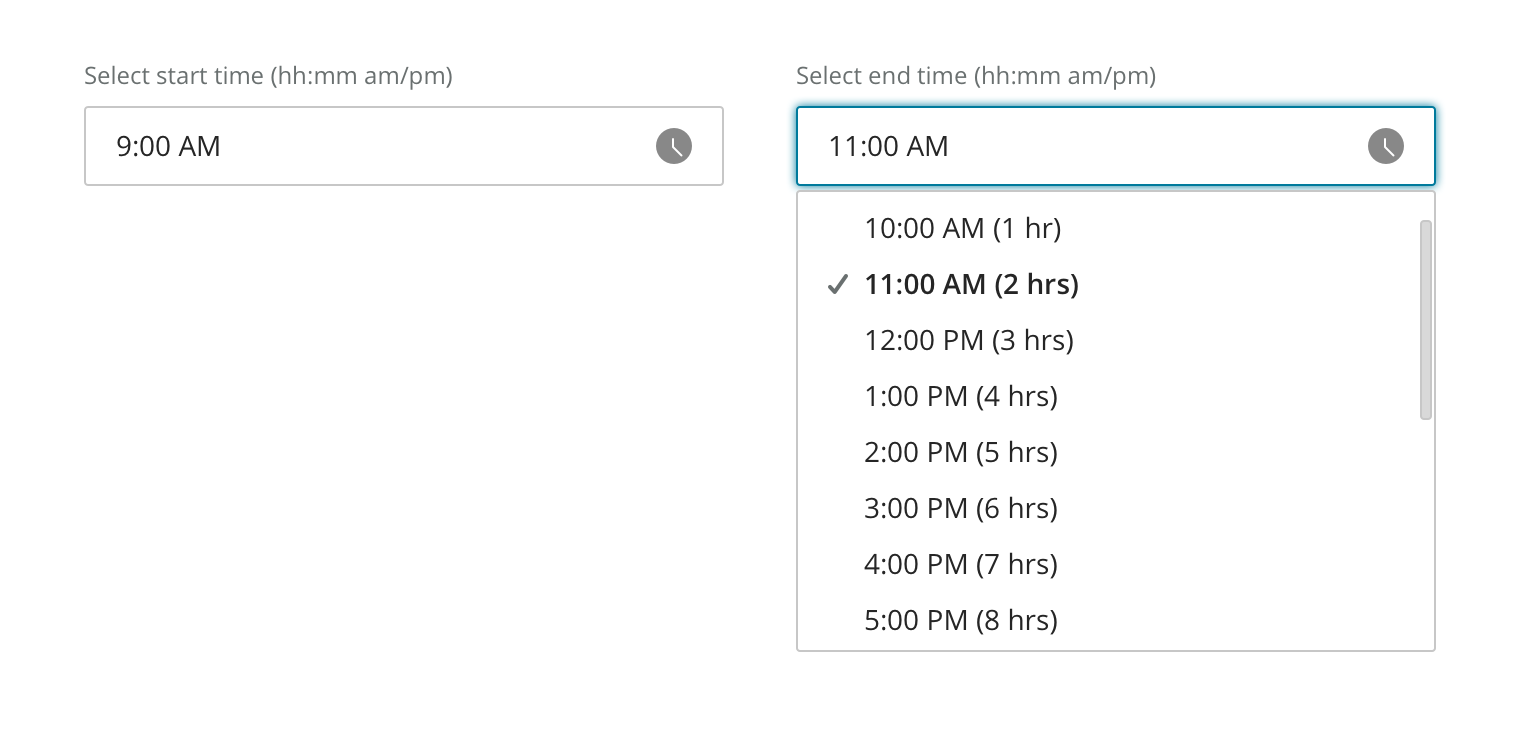 Select start time (hh:mm am/pm)
9:00 AM
Select end time (hh:mm am/pm)
11:00 AM
10:00 AM (1 hr)
11:00 AM (2 hrs)
12:00 PM (3 hrs)
1:00 PM (4 hrs)
2:00 PM (5 hrs)
3:00 PM (6 hrs)
4:00 PM (7 hrs)
5:00 PM (8 hrs)